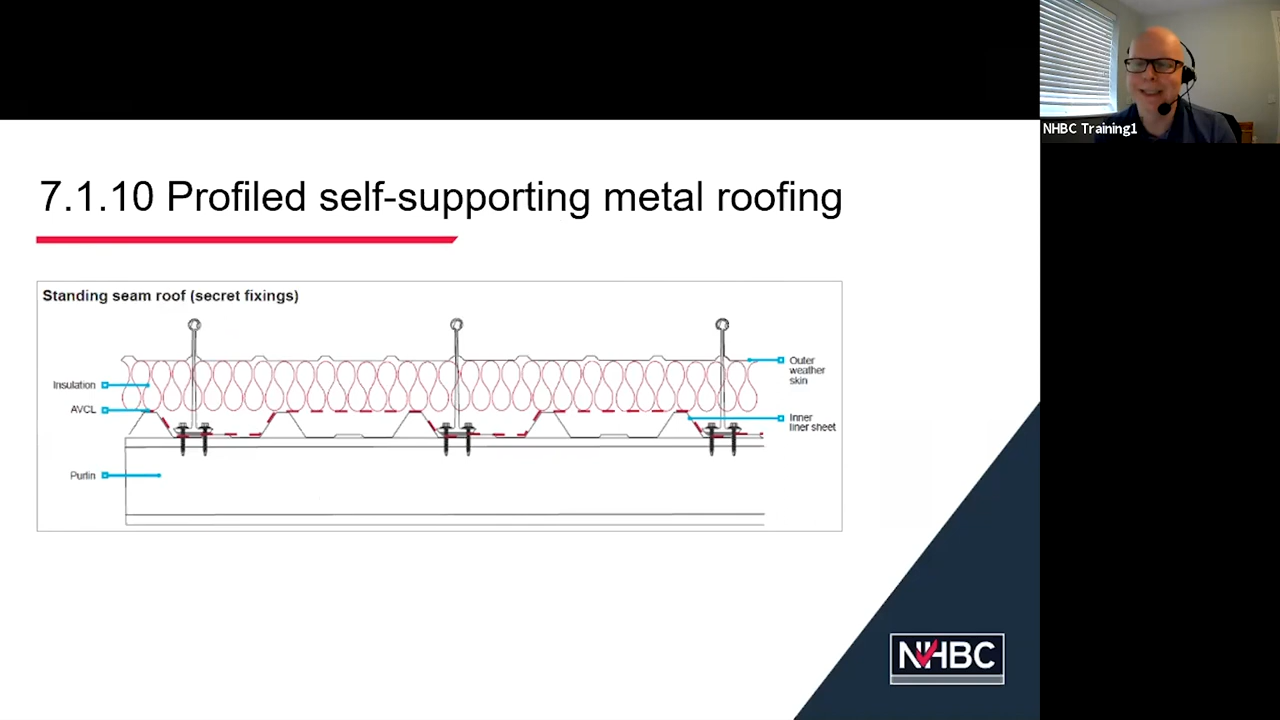 NHBC Training1
7.1.10 Profiled self-supporting metal roofing
Standing seam roof (secret fixings)
Insulation
AVCL
Purlin
Outer
weather
skin
Inner
liner sheet
NHBC